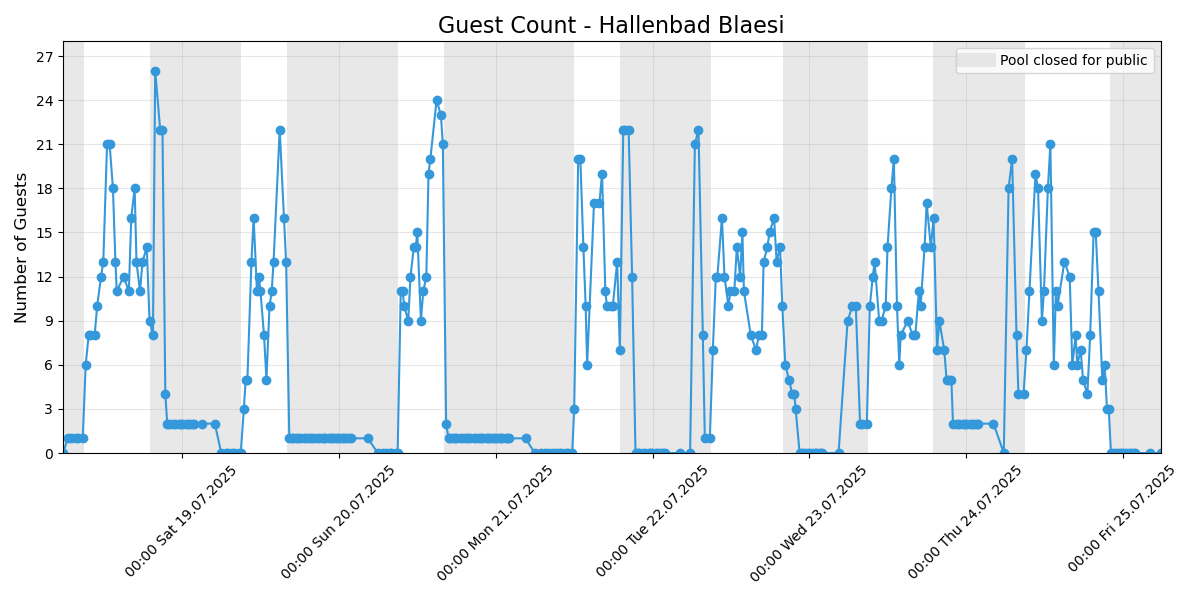 Guest Count - Hallenbad Blaesi
Pool closed for public
Number of Guests
27
24
21
18
15
12
9
6
3
0
00:00 Sat 19.07.2025
00:00 Sun 20.07.2025
00:00 Mon 21.07.2025
00:00 Tue 22.07.2025
00:00 Wed 23.07.2025
00:00 Thu 24.07.2025
00:00 Fri 25.07.2025